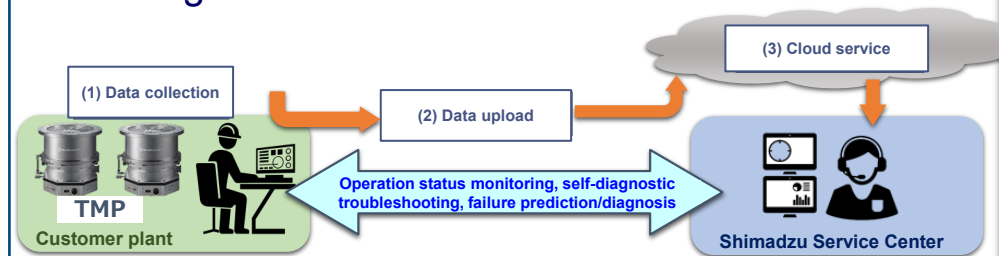 (3) Cloud service
(1) Data collection
(2) Data upload
Operation status monitoring, self-diagnostic
troubleshooting, failure prediction/diagnosis
TMP
Customer plant
Shimadzu Service Center